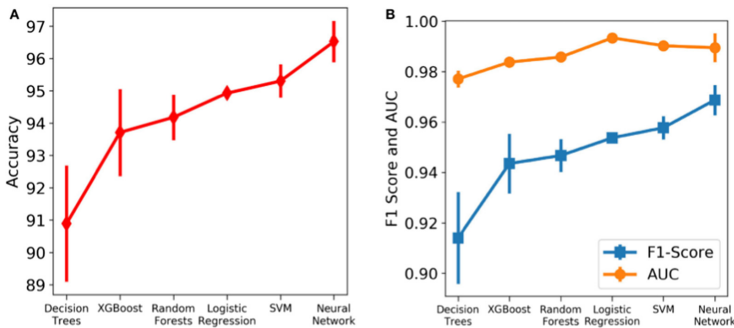 A
97
96
95
94
93
92
91
90
89
Accuracy
Decision
Trees
XGBoost
Random
Forests
Logistic
Regression
SVM
Neural
Network
B
1.00
0.98
0.96
0.94
0.92
0.90
F1 Score and AUC
F1-Score
AUC
Decision
Trees
XGBoost
Random
Forests
Logistic
Regression
SVM
Neural
Network